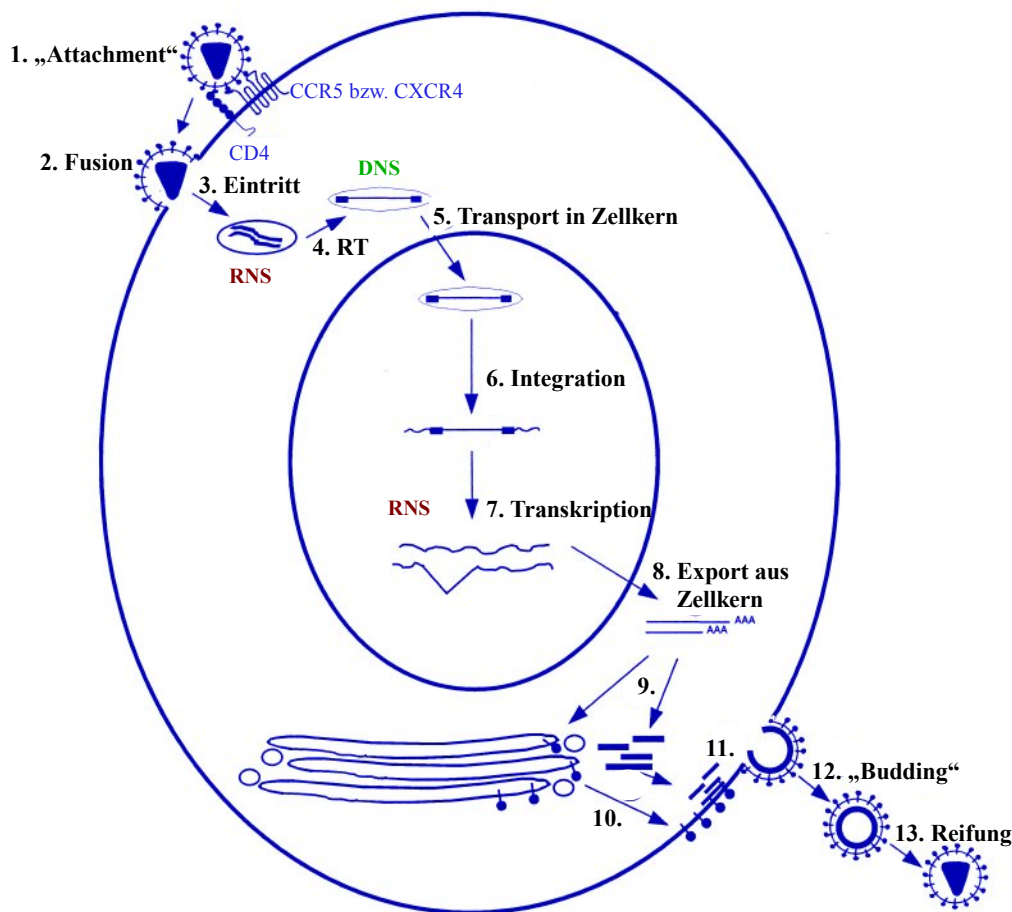 1. „Attachment“
CCR5 bzw. CXCR4
CD4
2. Fusion
3. Eintritt
DNS
4. RT
5. Transport in Zellkern
RNS
6. Integration
RNS
7. Transkription
8. Export aus
Zellkern
AAA
AAA
9.
10.
11.
12. „Budding“
13. Reifung